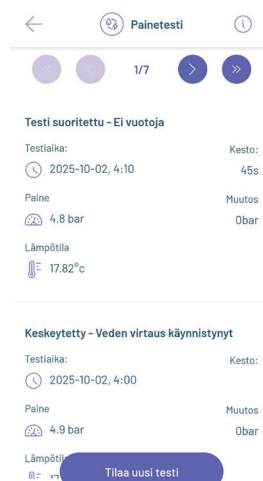 Painetesti
1/7
Testi suoritettu - Ei vuotoja
Testiaika: Kesto:
2025-10-02, 4:10 45s
Paine Muutos
4.8 bar 0bar
Lämpötila
17.82°c
Keskeytetty - Veden virtaus käynnistynyt
Testiaika: Kesto:
2025-10-02, 4:00
Paine Muutos
4.9 bar 0bar
Tilaa uusi testi